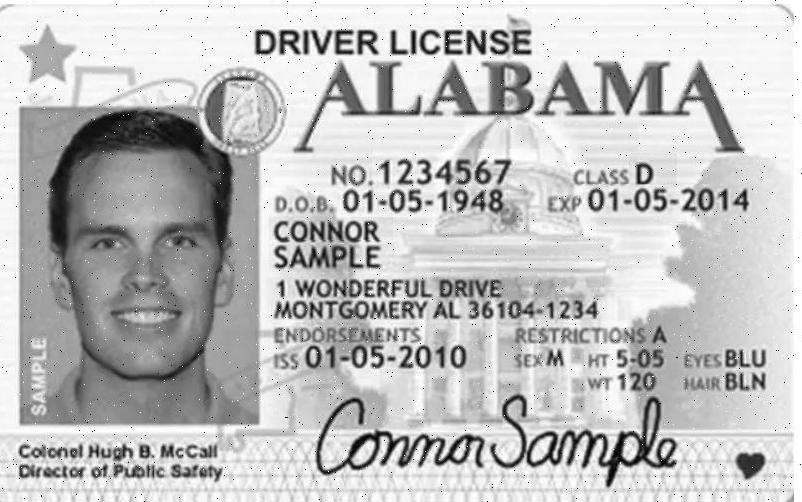 DRIVER LICENSE
ALABAMA
NO. 1234567 CLASS D
D.O.B. 01-05-1948 EXP 01-05-2014
CONNOR
SAMPLE
1 WONDERFUL DRIVE
MONTGOMERY AL 36104-1234
ENDORSEMENTS RESTRICTIONS A
ISS 01-05-2010 SEX M HT 5-05 EYES BLU
WT 120 HAIR BLN
SAMPLE
Connor Sample
Colonel Hugh B. McCall
Director of Public Safety